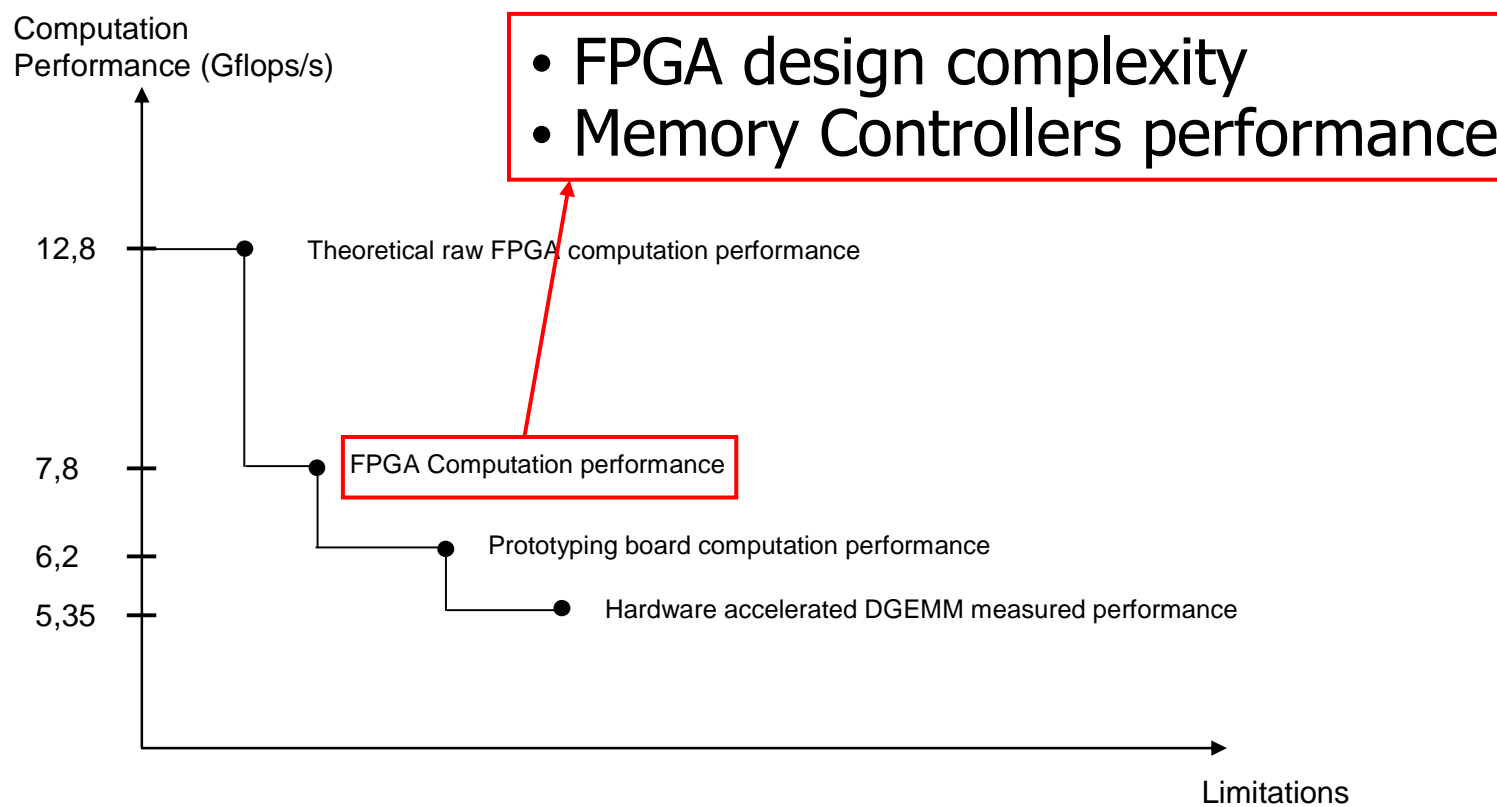 Computation
Performance (Gflops/s)
• FPGA design complexity
• Memory Controllers performance
12,8
Theoretical raw FPGA computation performance
7,8
FPGA Computation performance
6,2
Prototyping board computation performance
5,35
Hardware accelerated DGEMM measured performance
Limitations